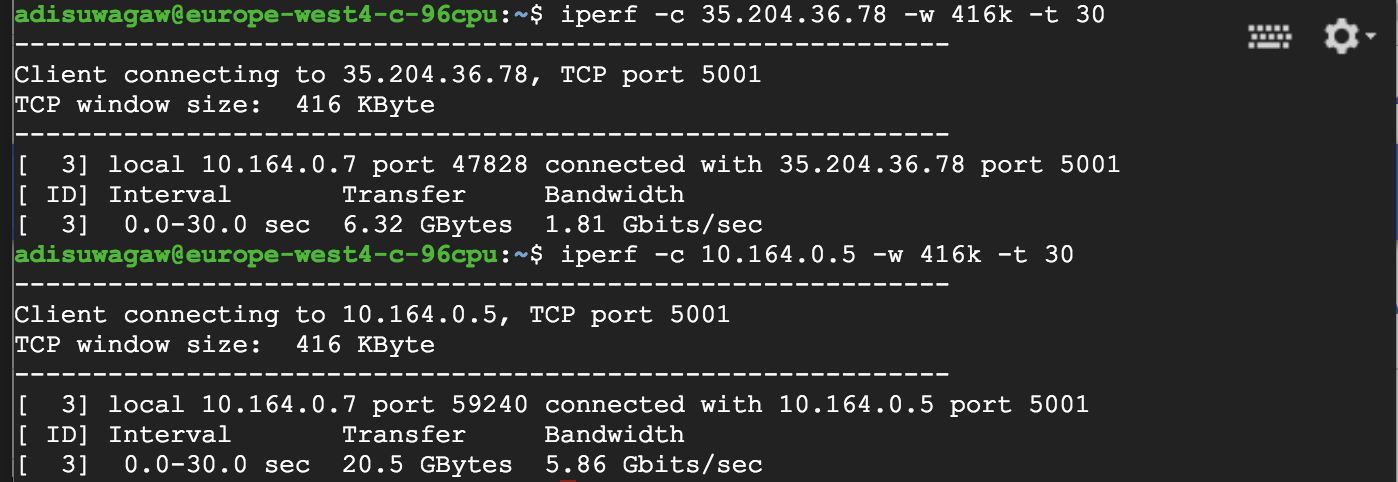 adisuwagaw@europe-west4-c-96cpu:~$ iperf -c 35.204.36.78 -w 416k -t 30
------------------------------------------------------------
Client connecting to 35.204.36.78, TCP port 5001
TCP window size:  416 KByte
------------------------------------------------------------
[  3] local 10.164.0.7 port 47828 connected with 35.204.36.78 port 5001
[ ID] Interval       Transfer     Bandwidth
[  3]  0.0-30.0 sec  6.32 GBytes  1.81 Gbits/sec
adisuwagaw@europe-west4-c-96cpu:~$ iperf -c 10.164.0.5 -w 416k -t 30
------------------------------------------------------------
Client connecting to 10.164.0.5, TCP port 5001
TCP window size:  416 KByte
------------------------------------------------------------
[  3] local 10.164.0.7 port 59240 connected with 10.164.0.5 port 5001
[ ID] Interval       Transfer     Bandwidth
[  3]  0.0-30.0 sec  20.5 GBytes  5.86 Gbits/sec